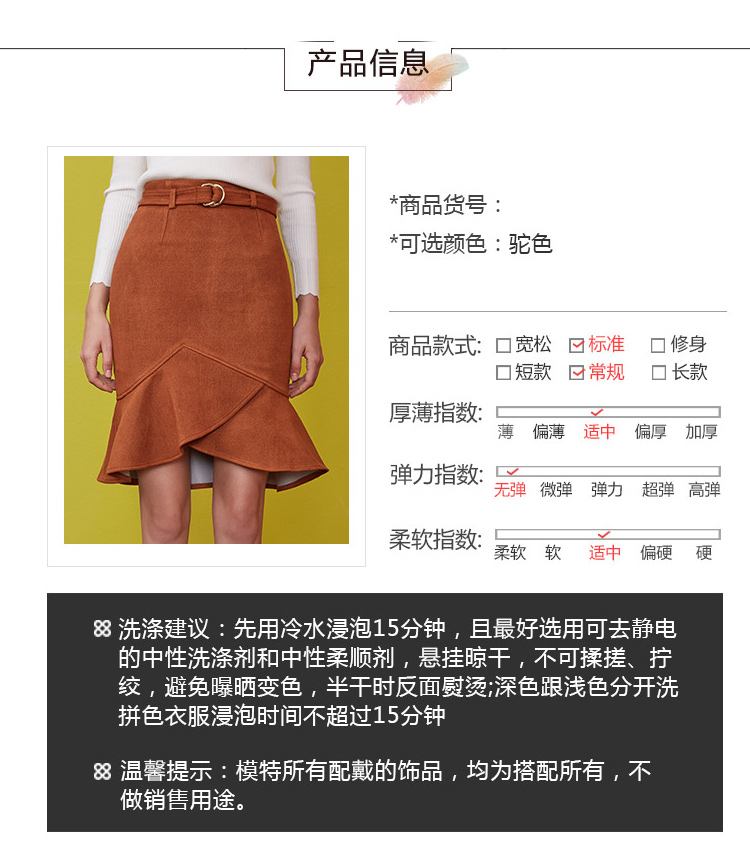 产品信息
*商品货号：
*可选颜色：驼色
商品款式: 宽松 标准 修身
短款 常规 长款
厚薄指数:
薄 偏薄 适中 偏厚 加厚
弹力指数:
无弹 微弹 弹力 超弹 高弹
柔软指数:
柔软 软 适中 偏硬 硬
洗涤建议：先用冷水浸泡15分钟，且最好选用可去静电
的中性洗涤剂和中性柔顺剂，悬挂晾干，不可揉搓、拧
绞，避免曝晒变色，半干时反面熨烫;深色跟浅色分开洗
拼色衣服浸泡时间不超过15分钟
温馨提示：模特所有配戴的饰品，均为搭配所有，不
做销售用途。